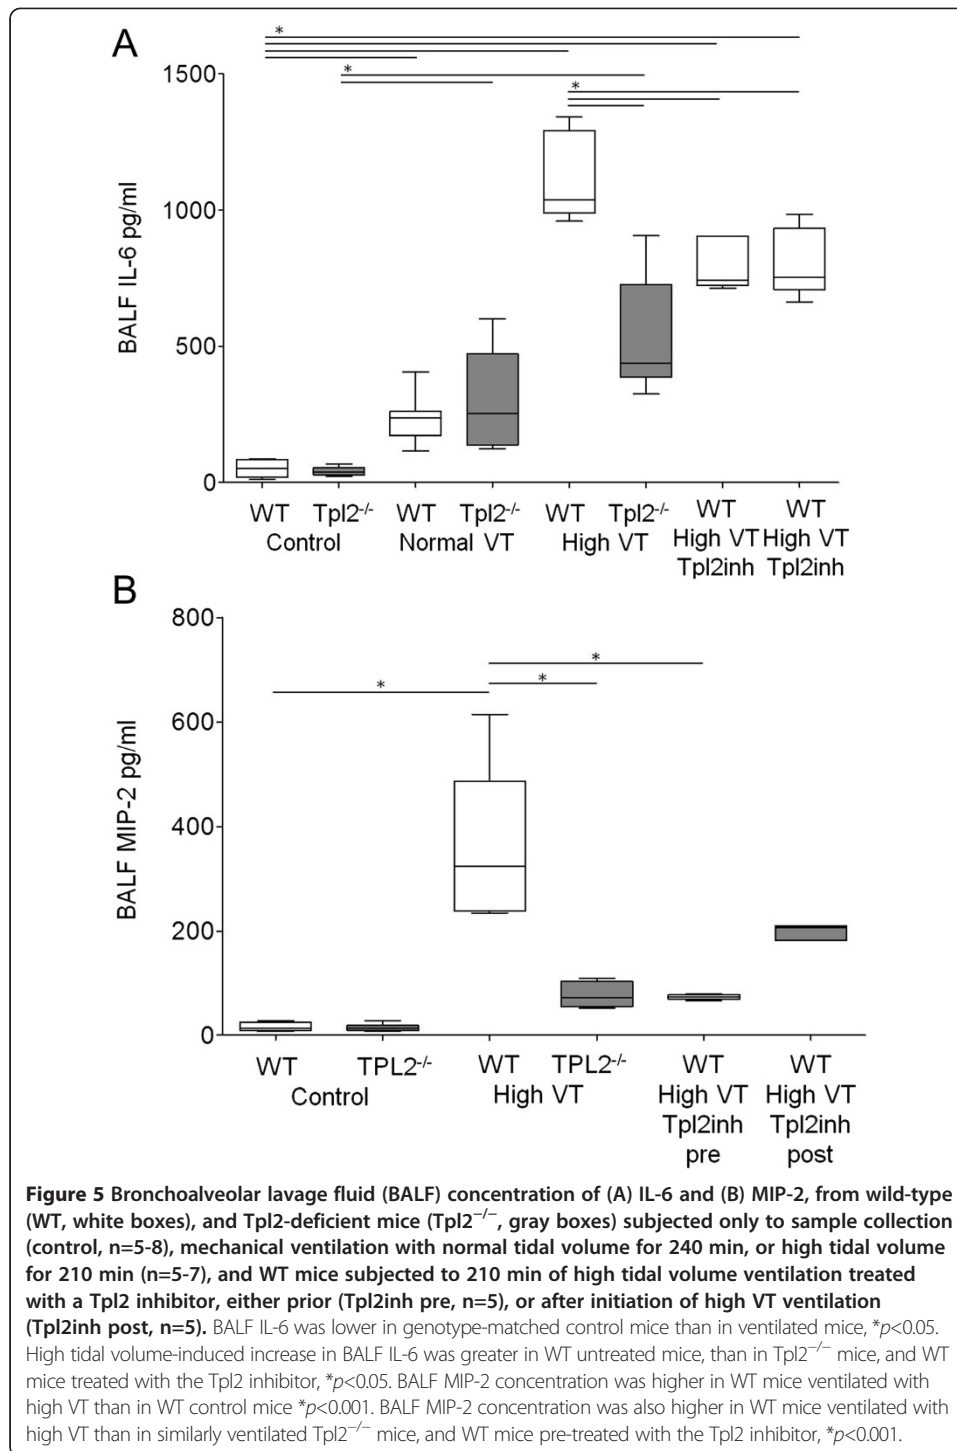 A
*
*
*
1500
1000
500
0
BALF IL-6 pg/ml
WT Tpl2-/- WT Tpl2-/- WT Tpl2-/- WT WT
Control Normal VT High VT High VT High VT
Tpl2inh Tpl2inh
B
800
600
400
200
0
BALF MIP-2 pg/ml
*
*
*
WT TPL2-/- WT TPL2-/- WT WT
Control High VT High VT High VT
Tpl2inh Tpl2inh
pre post
Figure 5 Bronchoalveolar lavage fluid (BALF) concentration of (A) IL-6 and (B) MIP-2, from wild-type
(WT, white boxes), and Tpl2-deficient mice (Tpl2−/−, gray boxes) subjected only to sample collection
(control, n=5-8), mechanical ventilation with normal tidal volume for 240 min, or high tidal volume
for 210 min (n=5-7), and WT mice subjected to 210 min of high tidal volume ventilation treated
with a Tpl2 inhibitor, either prior (Tpl2inh pre, n=5), or after initiation of high VT ventilation
(Tpl2inh post, n=5). BALF IL-6 was lower in genotype-matched control mice than in ventilated mice, *p<0.05.
High tidal volume-induced increase in BALF IL-6 was greater in WT untreated mice, than in Tpl2−/− mice, and WT
mice treated with the Tpl2 inhibitor, *p<0.05. BALF MIP-2 concentration was higher in WT mice ventilated with
high VT than in WT control mice *p<0.001. BALF MIP-2 concentration was also higher in WT mice ventilated with
high VT than in similarly ventilated Tpl2−/− mice, and WT mice pre-treated with the Tpl2 inhibitor, *p<0.001.